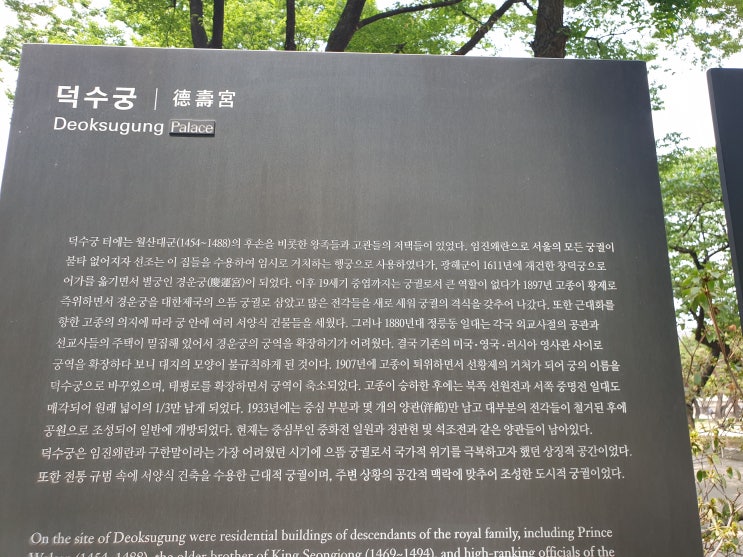 덕수궁 | 德壽宮
Deoksugung Palace
덕수궁 터에는 월산대군(1454~1488)의 후손을 비롯한 왕족들과 고관들의 저택들이 있었다. 임진왜란으로 서울의 모든 궁궐이
불타 없어지자 선조는 이 집들을 수용하여 임시로 거처하는 행궁으로 사용하였다가, 광해군이 1611년에 재건한 창덕궁으로
이가를 옮기면서 별궁인 경운궁(慶運宮)이 되었다. 이후 19세기 중엽까지는 궁궐로서 큰 역할이 없다가 1897년 고종이 황제로
즉위하면서 경운궁을 대한제국의 으뜸 궁궐로 삼았고 많은 전각들을 새로 세워 궁궐의 격식을 갖추어 나갔다. 또한 근대화를
향한 고종의 의지에 따라 궁 안에 여러 서양식 건물들을 세웠다. 그러나 1880년대 정릉동 일대는 각국 외교사절의 공관과
선교사들의 주택이 밀집해 있어서 경운궁의 궁역을 확장하기가 어려웠다. 결국 기존의 미국·영국·러시아 영사관 사이로
궁역을 확장하다 보니 대지의 모양이 불규칙하게 된 것이다. 1907년에 고종이 퇴위하면서 선황제의 거처가 되어 궁의 이름을
덕수궁으로 바꾸었으며, 태평로를 확장하면서 궁역이 축소되었다. 고종이 승하한 후에는 북쪽 선원전과 서쪽 중명전 일대도
매각되어 원래 넓이의 1/3만 남게 되었다. 1933년에는 중심 부분과 몇 개의 양관(洋館)만 남고 대부분의 전각들이 철거된 후에
공원으로 조성되어 일반에 개방되었다. 현재는 중심부인 중화전 일원과 정관헌 및 석조전과 같은 양관들이 남아있다.
덕수궁은 임진왜란과 구한말이라는 가장 어려웠던 시기에 으뜸 궁궐로서 국가적 위기를 극복하고자 했던 상징적 공간이었다.
또한 전통 규범 속에 서양식 건축을 수용한 근대적 궁궐이며, 주변 상황의 공간적 맥락에 맞추어 조성한 도시적 궁궐이었다.
On the site of Deoksugung were residential buildings of descendants of the royal family, including Prince
(1454~1488), the older brother of King Seongjong (1469~1494), and high-ranking officials of the